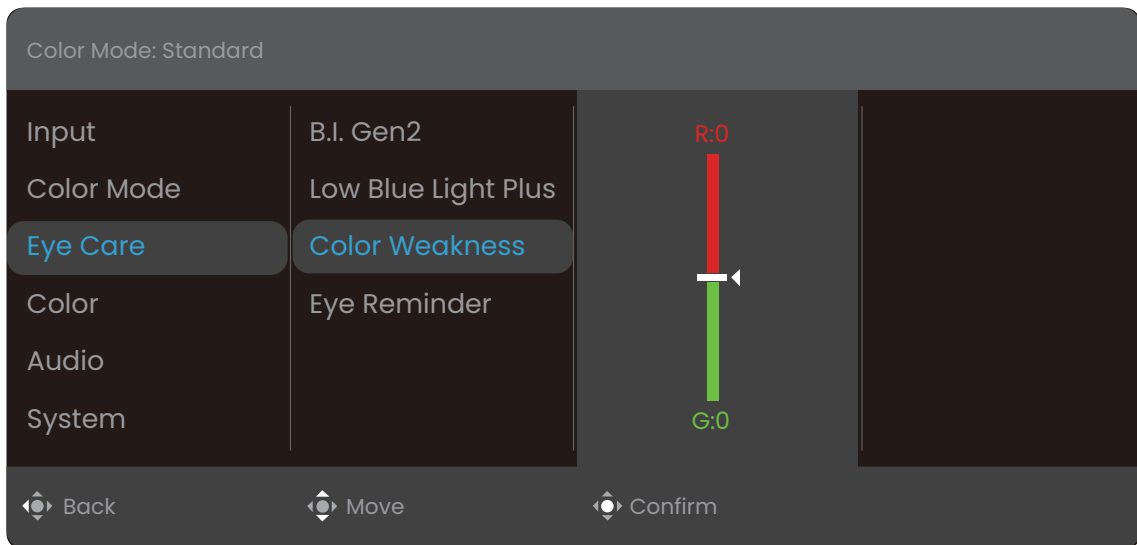 Color Mode: Standard
Input
Color Mode
Eye Care
Color
Audio
System
B.I. Gen2
Low Blue Light Plus
Color Weakness
Eye Reminder
R:0
G:0
Back
Move
Confirm